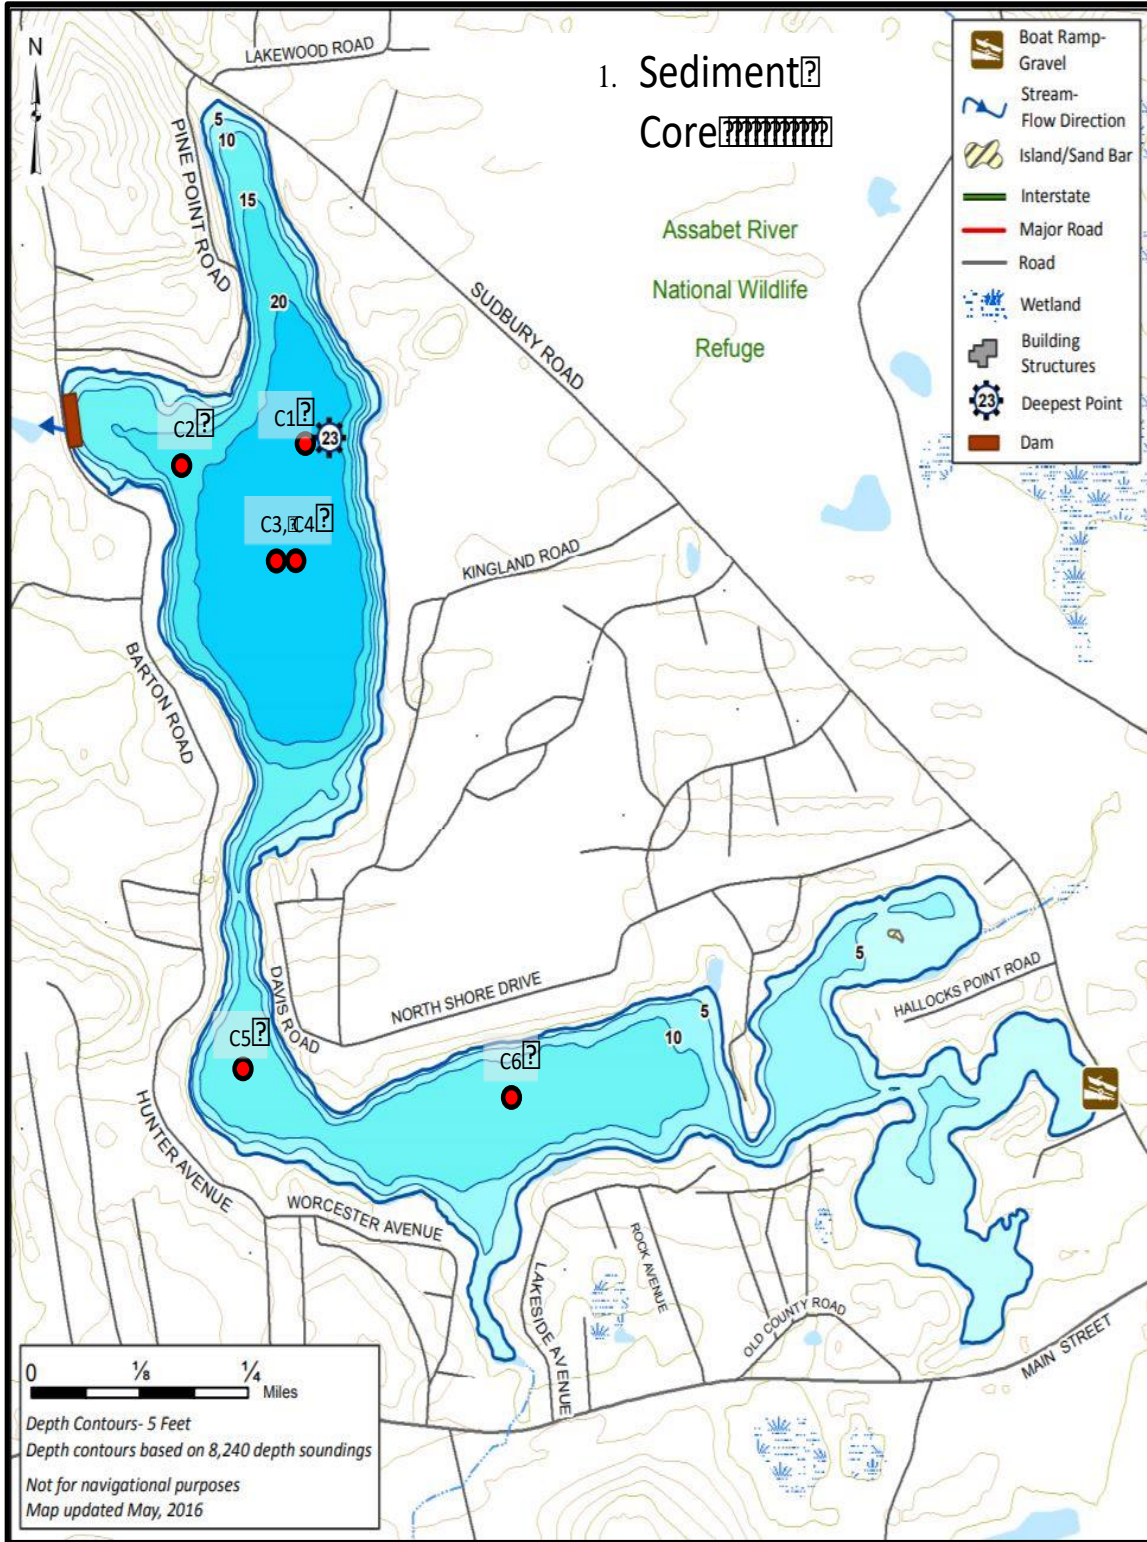 N
LAKEWOOD ROAD
1. Sediment
Core
Boat Ramp-
Gravel
Stream-
Flow Direction
Island/Sand Bar
Interstate
Major Road
Road
Wetland
Building
Structures
23
Deepest Point
Dam
5
10
15
20
PINE POINT ROAD
Assabet River
National Wildlife
Refuge
SUDBURY ROAD
C2
C1
23
C3, C4
KINGLAND ROAD
BARTON ROAD
DAVIS ROAD
NORTH SHORE DRIVE
5
10
5
HALLOCKS POINT ROAD
C5
C6
HUNTER AVENUE
WORCESTER AVENUE
LAKESIDE AVENUE
ROCK AVENUE
OLD COUNTY ROAD
MAIN STREET
0 ⅛ ¼
Miles
Depth Contours- 5 Feet
Depth contours based on 8,240 depth soundings
Not for navigational purposes
Map updated May, 2016